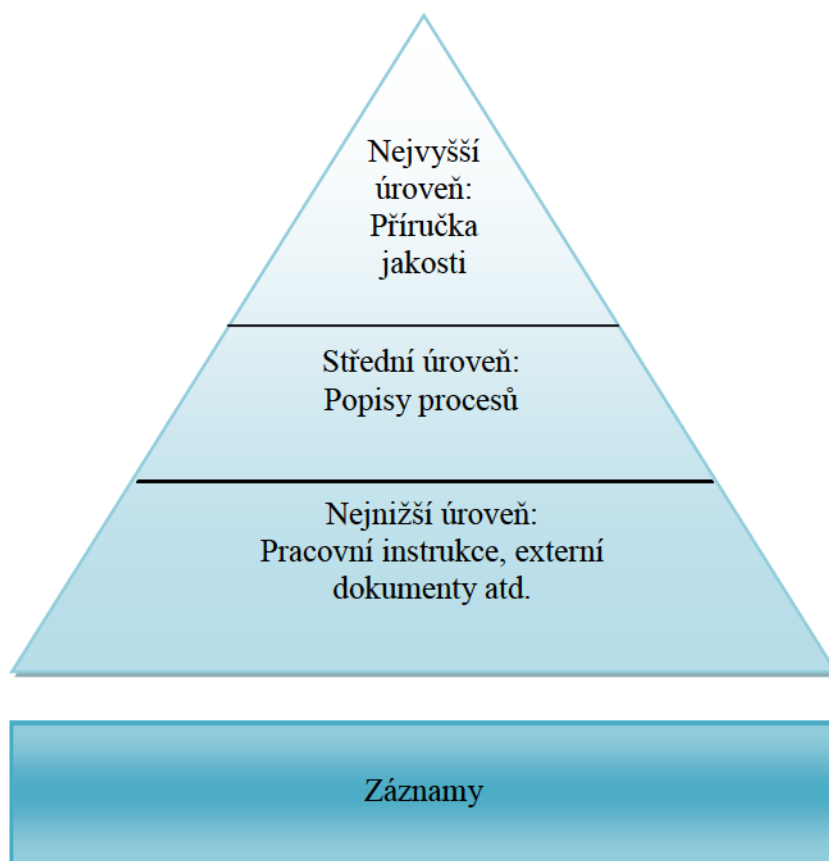 Nejvyšší
úroveň:
Příručka
jakosti
Střední úroveň:
Popisy procesů
Nejnižší úroveň:
Pracovní instrukce, externí
dokumenty atd.
Záznamy